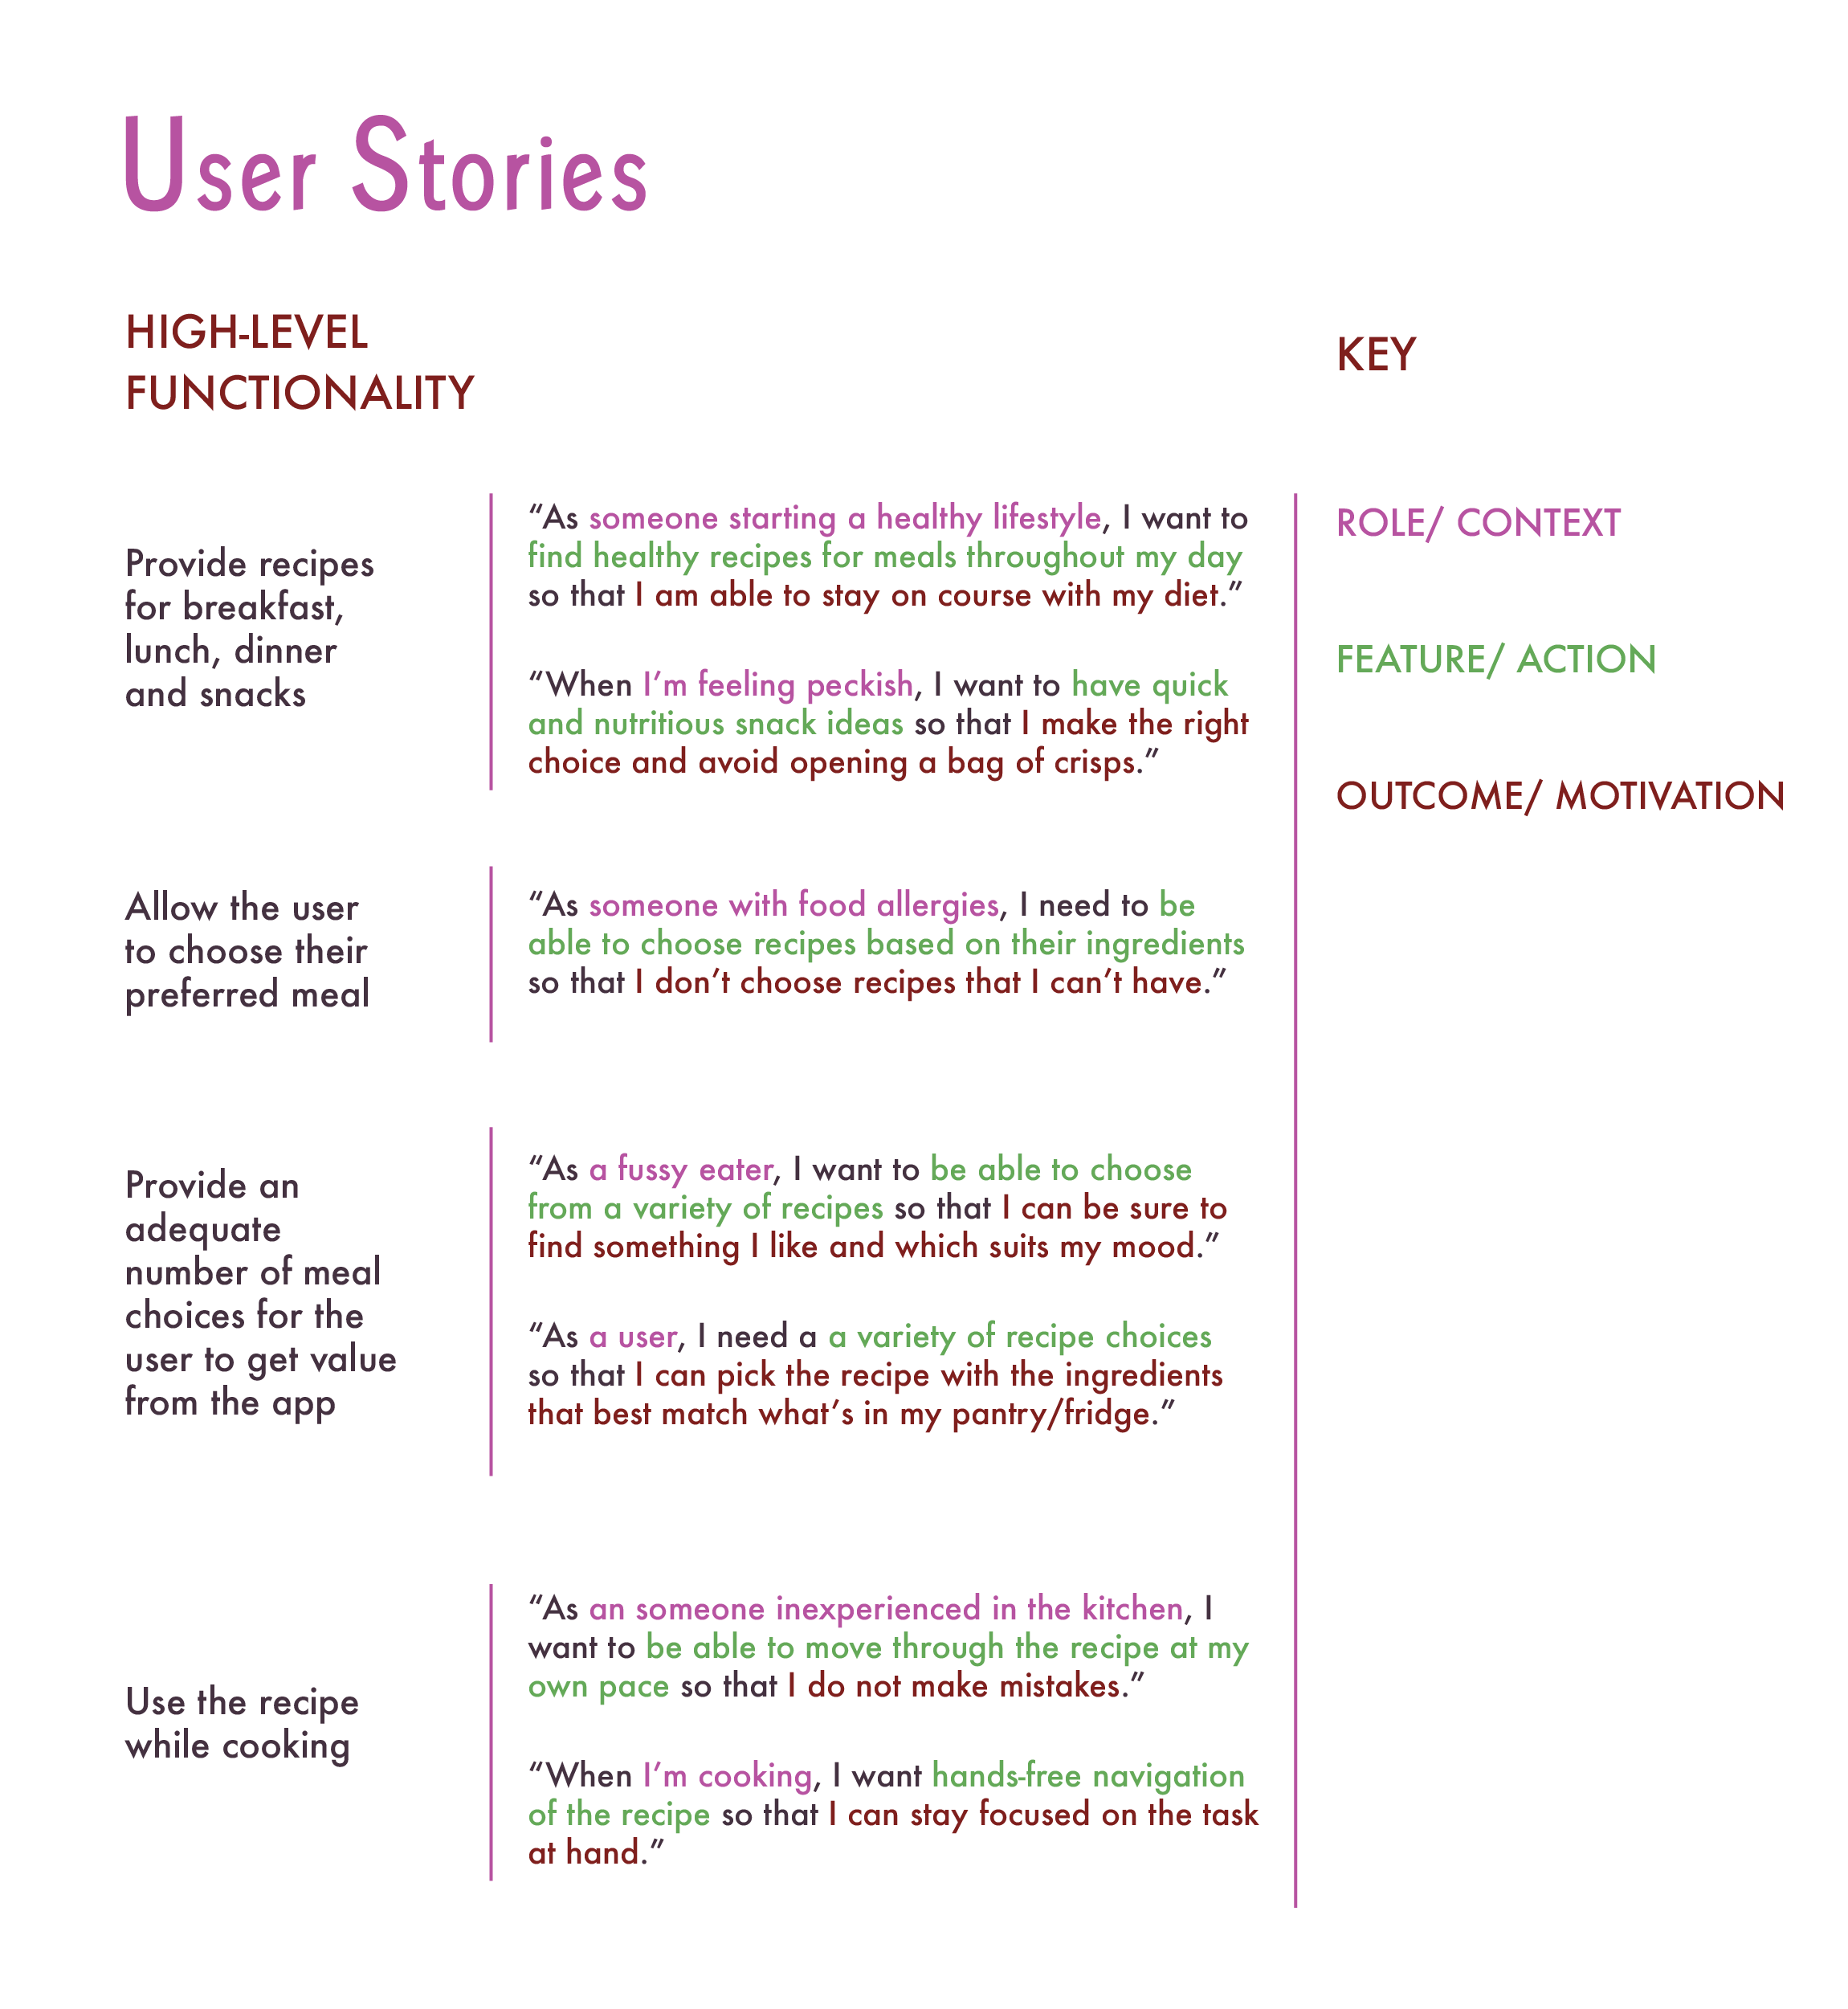 User Stories
HIGH-LEVEL
FUNCTIONALITY
KEY
Provide recipes
for breakfast,
lunch, dinner
and snacks
“As someone starting a healthy lifestyle, I want to
find healthy recipes for meals throughout my day
so that I am able to stay on course with my diet.”
“When I’m feeling peckish, I want to have quick
and nutritious snack ideas so that I make the right
choice and avoid opening a bag of crisps.”
ROLE/ CONTEXT
FEATURE/ ACTION
OUTCOME/ MOTIVATION
Allow the user
to choose their
preferred meal
“As someone with food allergies, I need to be
able to choose recipes based on their ingredients
so that I don’t choose recipes that I can’t have.”
Provide an
adequate
number of meal
choices for the
user to get value
from the app
“As a fussy eater, I want to be able to choose
from a variety of recipes so that I can be sure to
find something I like and which suits my mood.”
“As a user, I need a a variety of recipe choices
so that I can pick the recipe with the ingredients
that best match what’s in my pantry/fridge.”
Use the recipe
while cooking
“As an someone inexperienced in the kitchen, I
want to be able to move through the recipe at my
own pace so that I do not make mistakes.”
“When I’m cooking, I want hands-free navigation
of the recipe so that I can stay focused on the task
at hand.”